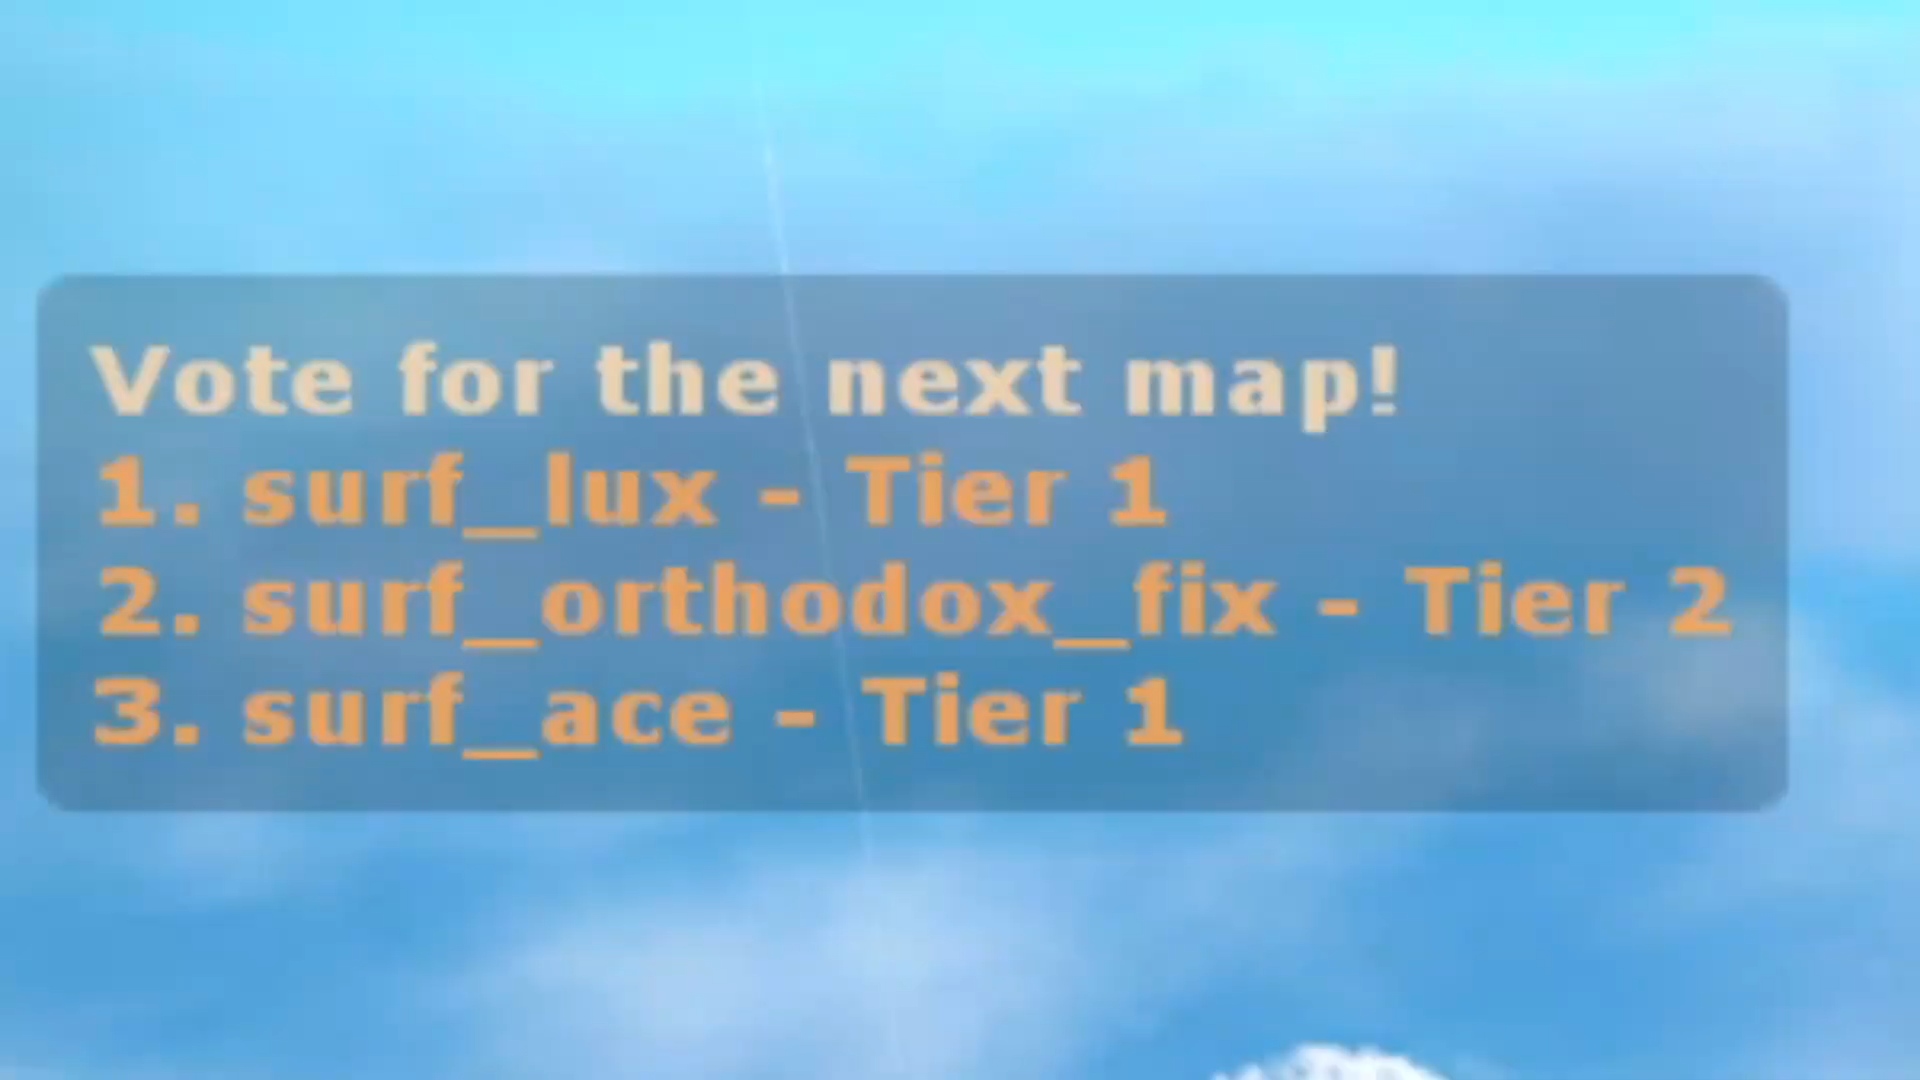 Vote for the next map!
1. surf_lux - Tier 1
2. surf_orthodox_fix - Tier 2
3. surf_ace - Tier 1